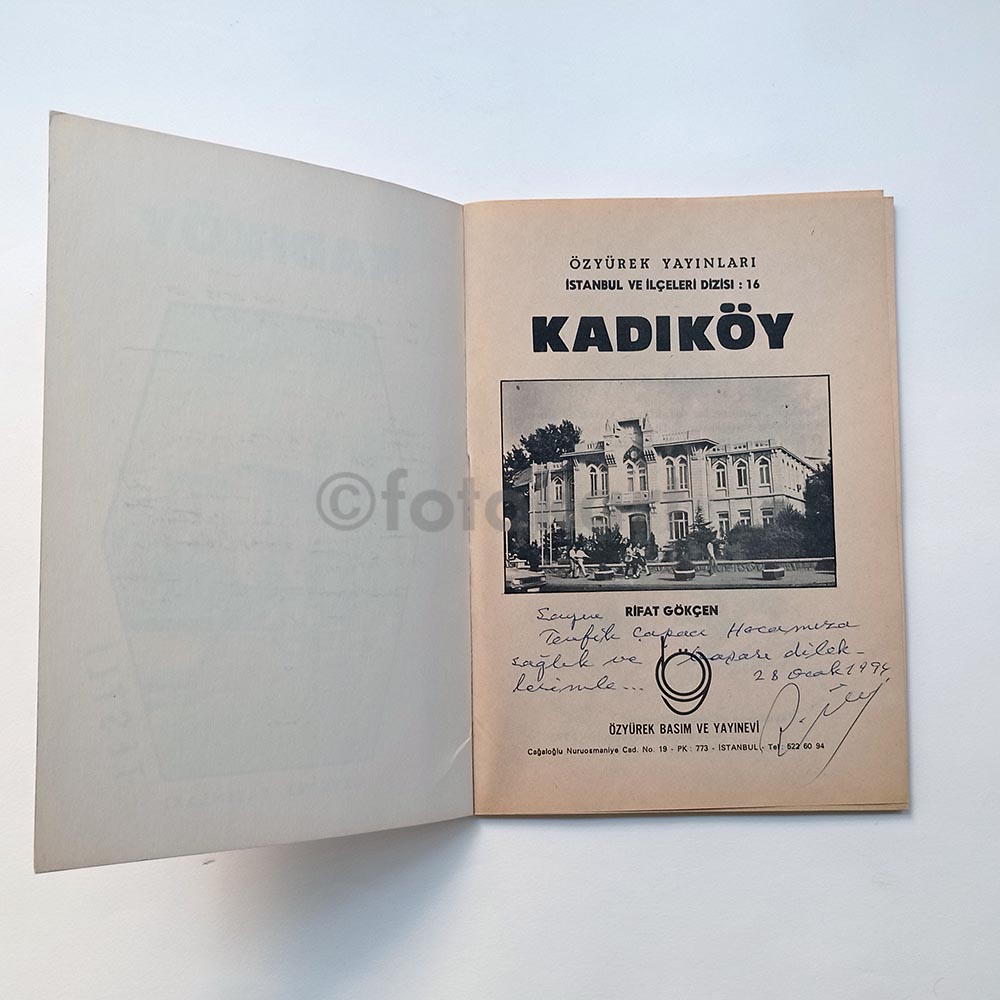 ÖZYÜREK YAYINLARI
İSTANBUL VE İLÇELERİ DİZİSİ : 16
KADIKÖY
RİFAT GÖKÇEN
Sayın
Tevfik Çapacı Hocamıza
sağlık ve başarı dilek-
lerimle...
28 Ocak 1994
ÖZYÜREK BASIM VE YAYINEVİ
Cağaloğlu Nuruosmaniye Cad. No. 19 - PK : 773 - İSTANBUL - Tel : 522 60 94